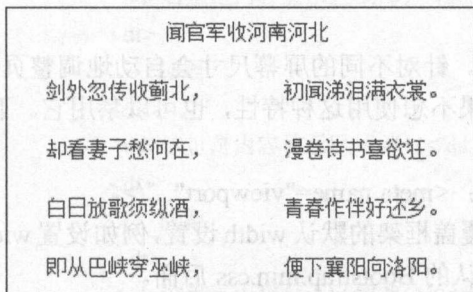 闻官军收河南河北
剑外忽传收蓟北， 初闻涕泪满衣裳。
却看妻子愁何在， 漫卷诗书喜欲狂。
白日放歌须纵酒， 青春作伴好还乡。
即从巴峡穿巫峡， 便下襄阳向洛阳。